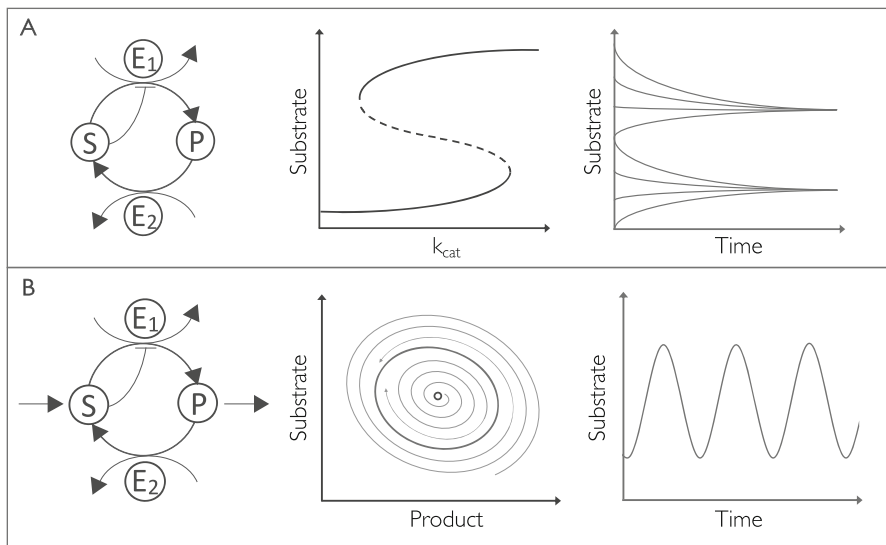 A
E1
S
P
E2
Substrate
kcat
Substrate
Time
B
E1
S
P
E2
Substrate
Product
Substrate
Time